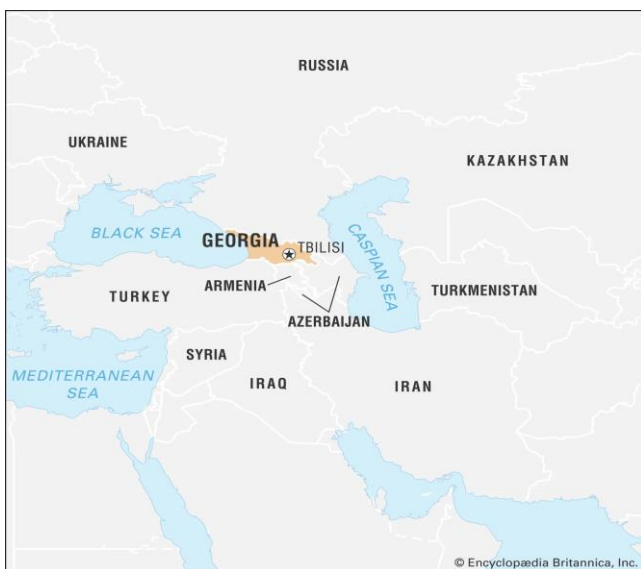 RUSSIA
UKRAINE
KAZAKHSTAN
BLACK SEA
GEORGIA
TBILISI
CASPIAN SEA
ARMENIA
TURKEY
TURKMENISTAN
AZERBAIJAN
SYRIA
MEDITERRANEAN
SEA
IRAQ
IRAN
© Encyclopædia Britannica, Inc.